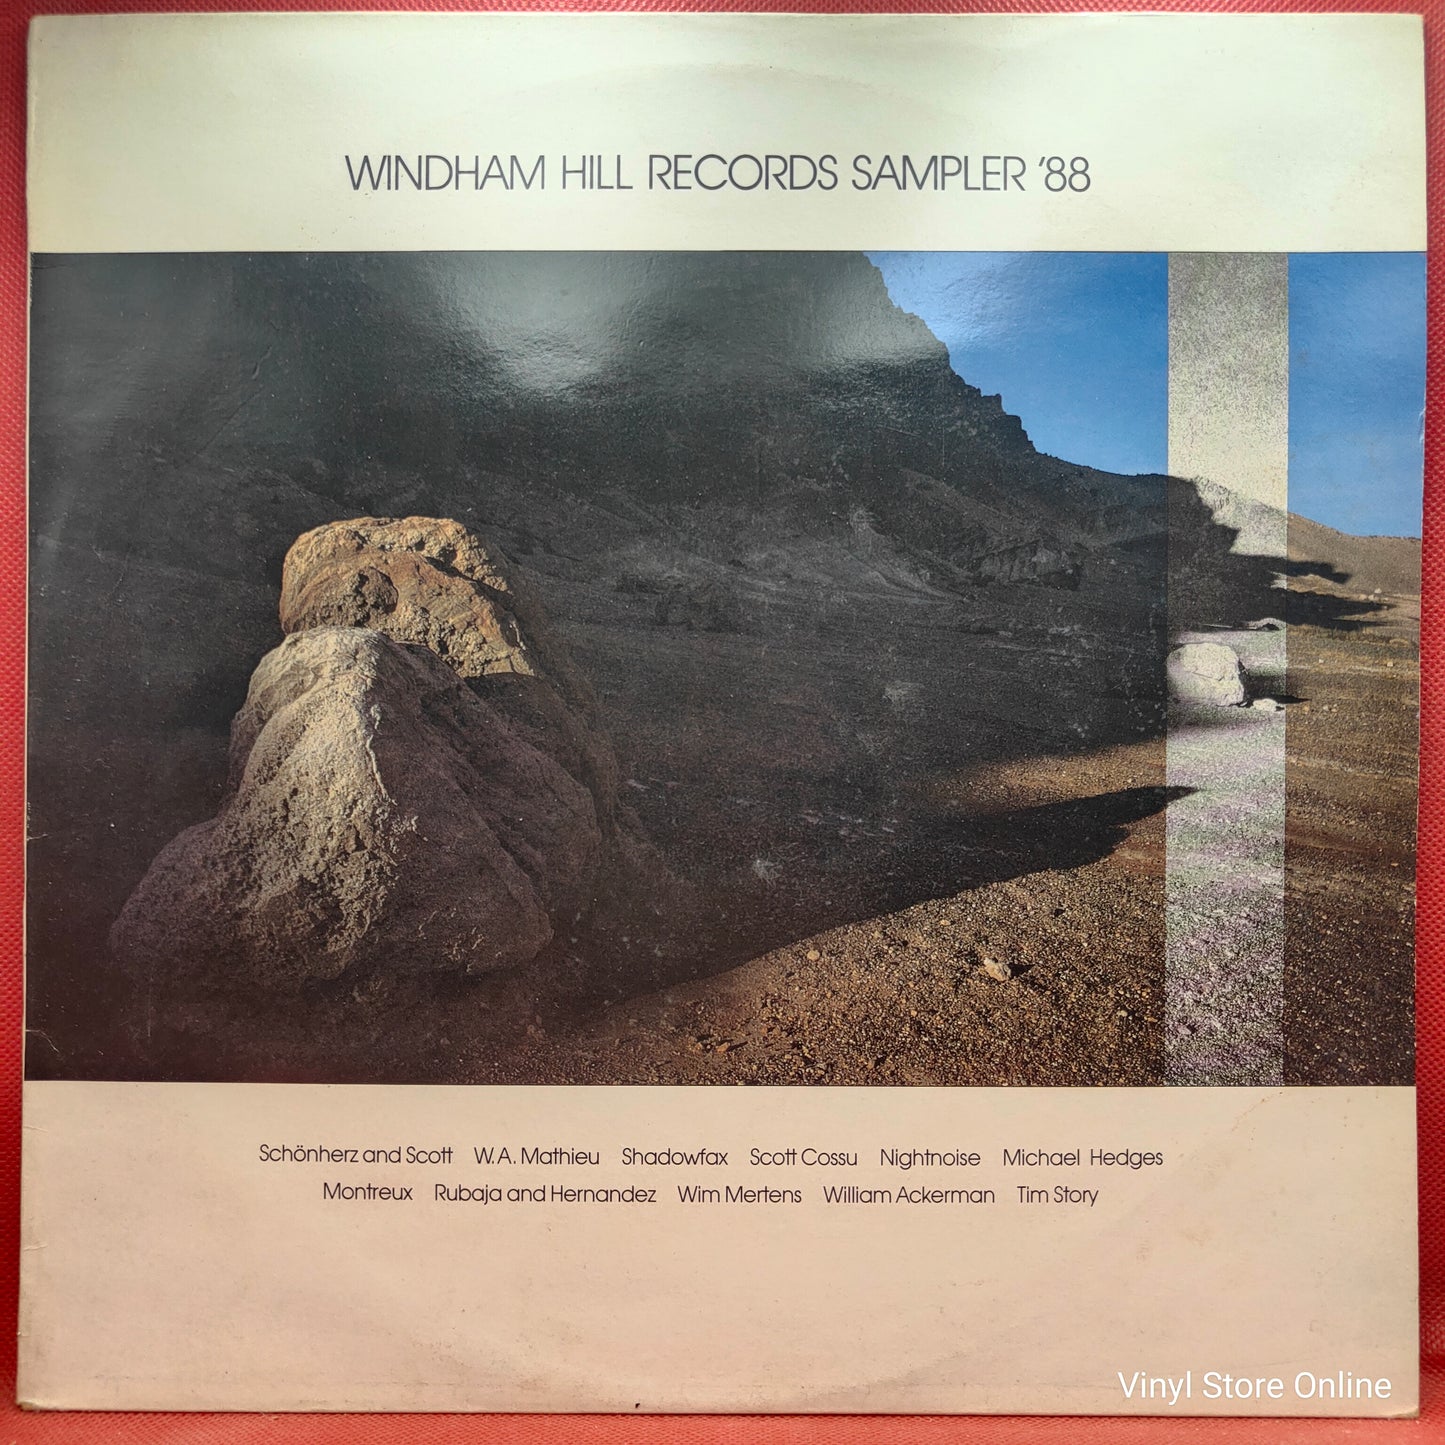 WINDHAM HILL RECORDS SAMPLER '88
Schönherz and Scott W.A. Mathieu Shadowfax Scott Cossu Nightnoise Michael Hedges
Montreux Rubaja and Hernandez Wim Mertens William Ackerman Tim Story
Vinyl Store Online